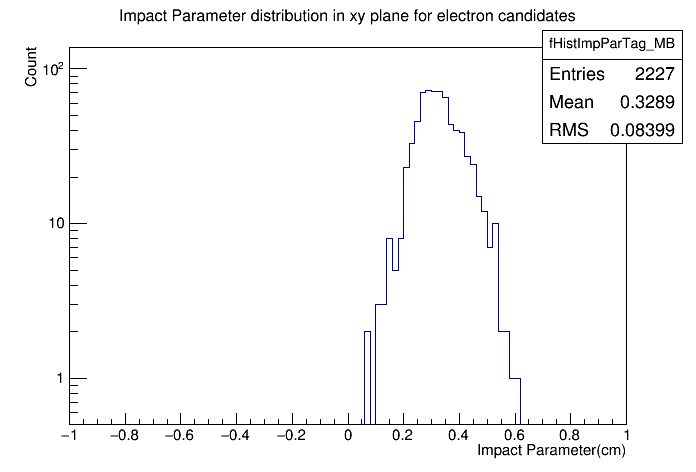 Impact Parameter distribution in xy plane for electron candidates
fHistImpParTag_MB
Entries 2227
Mean 0.3289
RMS 0.08399
Count
10²
10
1
−1 −0.8 −0.6 −0.4 −0.2 0 0.2 0.4 0.6 0.8 1
Impact Parameter(cm)